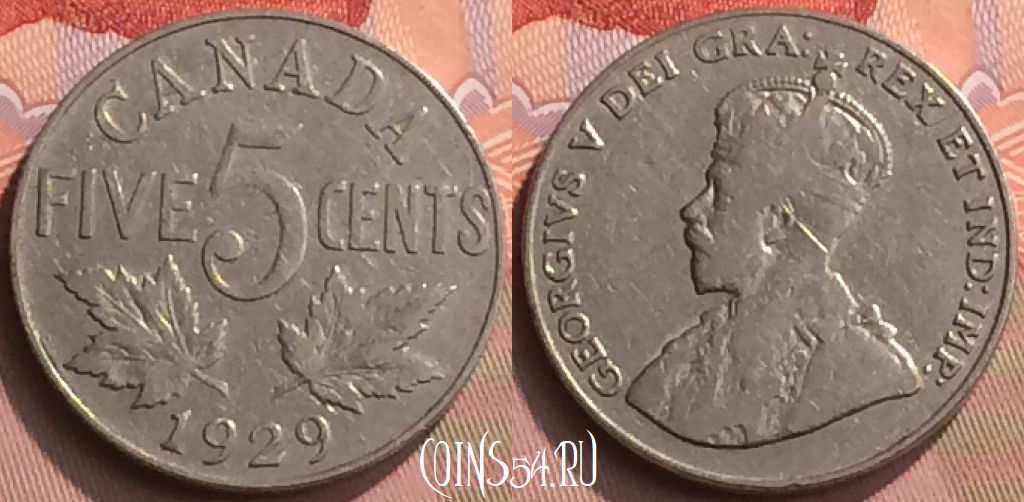 CANADA
FIVE 5 CENTS
1929
GEORGIVS V DEI GRA: REX ET IND: IMP:
COINS54.RU